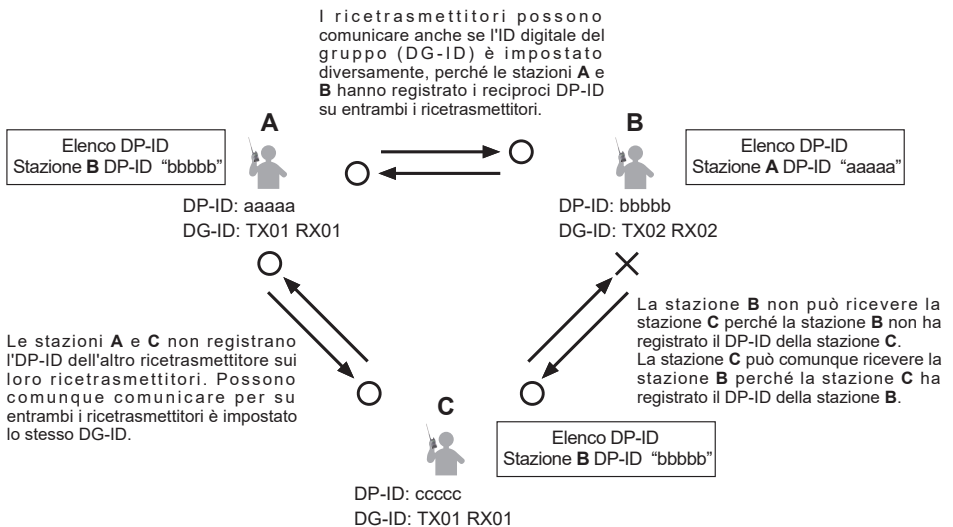 I ricetrasmettitori possono
comunicare anche se l'ID digitale del
gruppo (DG-ID) è impostato
diversamente, perché le stazioni A e
B hanno registrato i reciproci DP-ID
su entrambi i ricetrasmettitori.
A
B
Elenco DP-ID
Stazione B DP-ID “bbbbb”
Elenco DP-ID
Stazione A DP-ID “aaaaa”
DP-ID: aaaaa
DG-ID: TX01 RX01
DP-ID: bbbbb
DG-ID: TX02 RX02
La stazione B non può ricevere la
stazione C perché la stazione B non ha
registrato il DP-ID della stazione C.
La stazione C può comunque ricevere la
stazione B perché la stazione C ha
registrato il DP-ID della stazione B.
Le stazioni A e C non registrano
l'DP-ID dell'altro ricetrasmettitore sui
loro ricetrasmettitori. Possono
comunque comunicare per su
entrambi i ricetrasmettitori è impostato
lo stesso DG-ID.
C
Elenco DP-ID
Stazione B DP-ID “bbbbb”
DP-ID: ccccc
DG-ID: TX01 RX01